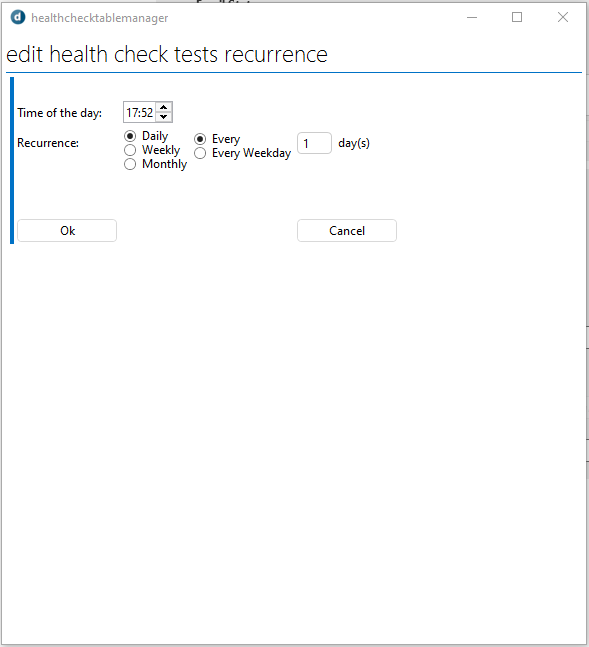 healthchecktablemanager
edit health check tests recurrence
Time of the day: 17:52
Recurrence:
Daily
Weekly
Monthly
Every
Every Weekday
1 day(s)
Ok Cancel